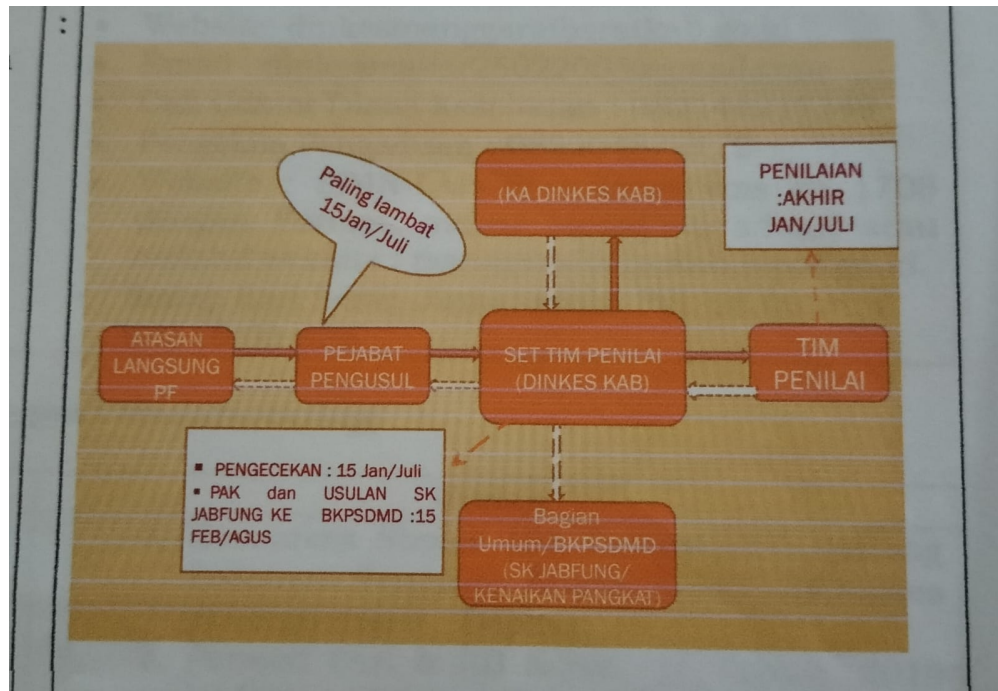 Paling lambat
15Jan/Juli
(KA DINKES KAB)
PENILAIAN
:AKHIR
JAN/JULI
ATASAN
LANGSUNG
PF
PEJABAT
PENGUSUL
SET TIM PENILAI
(DINKES KAB)
TIM
PENILAI
▪ PENGECEKAN : 15 Jan/Juli
▪ PAK dan USULAN SK
JABFUNG KE BKPSDMD :15
FEB/AGUS
Bagian
Umum/BKPSDMD
(SK JABFUNG/
KENAIKAN PANGKAT)